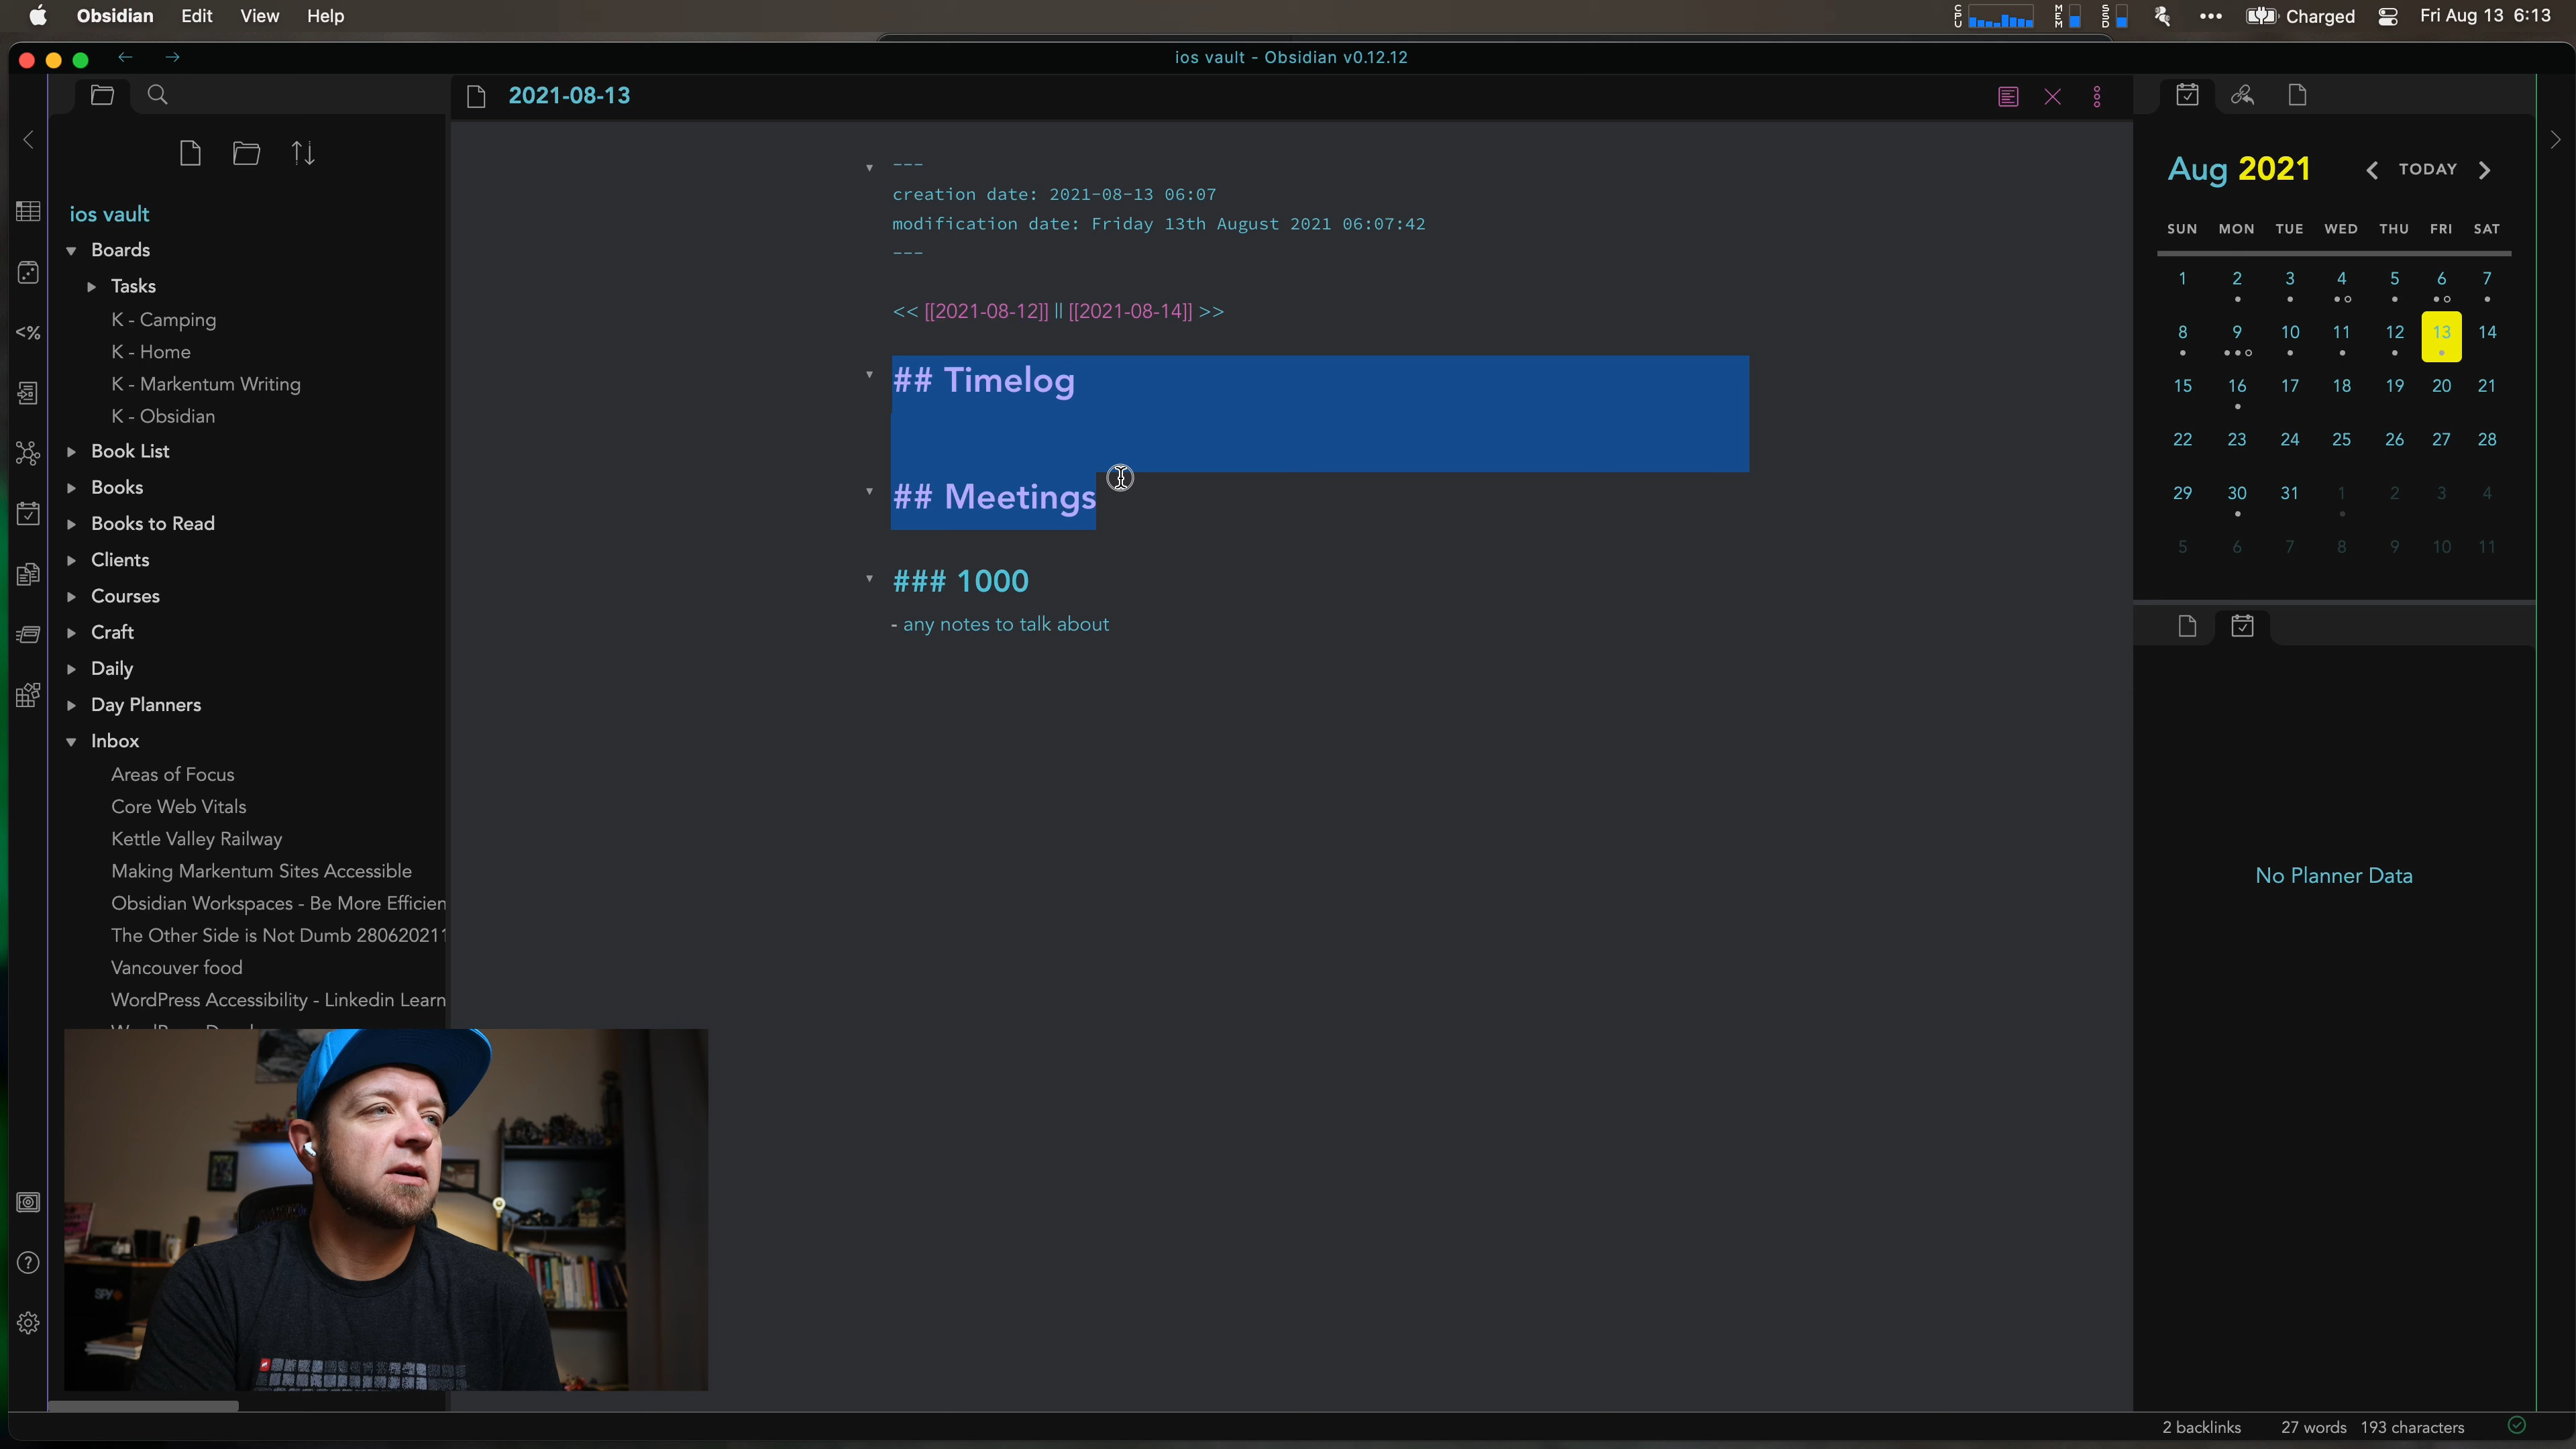 Obsidian Edit View Help
CPU MEM SSD ••• Charged Fri Aug 13 6:13
ios vault - Obsidian v0.12.12
2021-08-13
ios vault
Boards
Tasks
K - Camping
K - Home
K - Markentum Writing
K - Obsidian
Book List
Books
Books to Read
Clients
Courses
Craft
Daily
Day Planners
Inbox
Areas of Focus
Core Web Vitals
Kettle Valley Railway
Making Markentum Sites Accessible
Obsidian Workspaces - Be More Efficien
The Other Side is Not Dumb 280620211
Vancouver food
WordPress Accessibility - Linkedin Learn
<%
---
creation date: 2021-08-13 06:07
modification date: Friday 13th August 2021 06:07:42
---
<< [[2021-08-12]] || [[2021-08-14]] >>
## Timelog
## Meetings
### 1000
- any notes to talk about
Aug 2021
TODAY
SUN MON TUE WED THU FRI SAT
1 2 3 4 5 6 7
8 9 10 11 12 13 14
15 16 17 18 19 20 21
22 23 24 25 26 27 28
29 30 31 1 2 3 4
5 6 7 8 9 10 11
No Planner Data
2 backlinks 27 words 193 characters